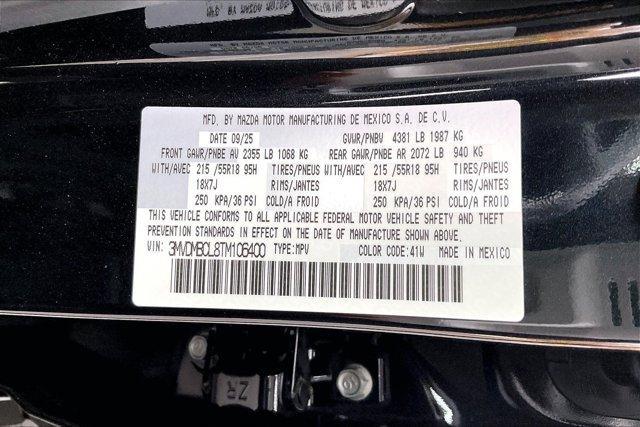 MFD. BY MAZDA MOTOR MANUFACTURING DE MEXICO S.A. DE C.V.
DATE 09/25 GVWR/PNBV 4381 LB 1987 KG
FRONT GAWR/PNBE AV 2355 LB 1068 KG REAR GAWR/PNBE AR 2072 LB 940 KG
WITH/AVEC 215 /55R18 95H TIRES/PNEUS WITH/AVEC 215 /55R18 95H TIRES/PNEUS
18X7J RIMS/JANTES 18X7J RIMS/JANTES
250 KPA/36 PSI COLD/A FROID 250 KPA/36 PSI COLD/A FROID
THIS VEHICLE CONFORMS TO ALL APPLICABLE FEDERAL MOTOR VEHICLE SAFETY AND THEFT
PREVENTION STANDARDS IN EFFECT ON THE DATE OF MANUFACTURE SHOWN ABOVE.
VIN: 3MVDMBCL8TM106400 TYPE:MPV COLOR CODE:41W MADE IN MEXICO
ZR